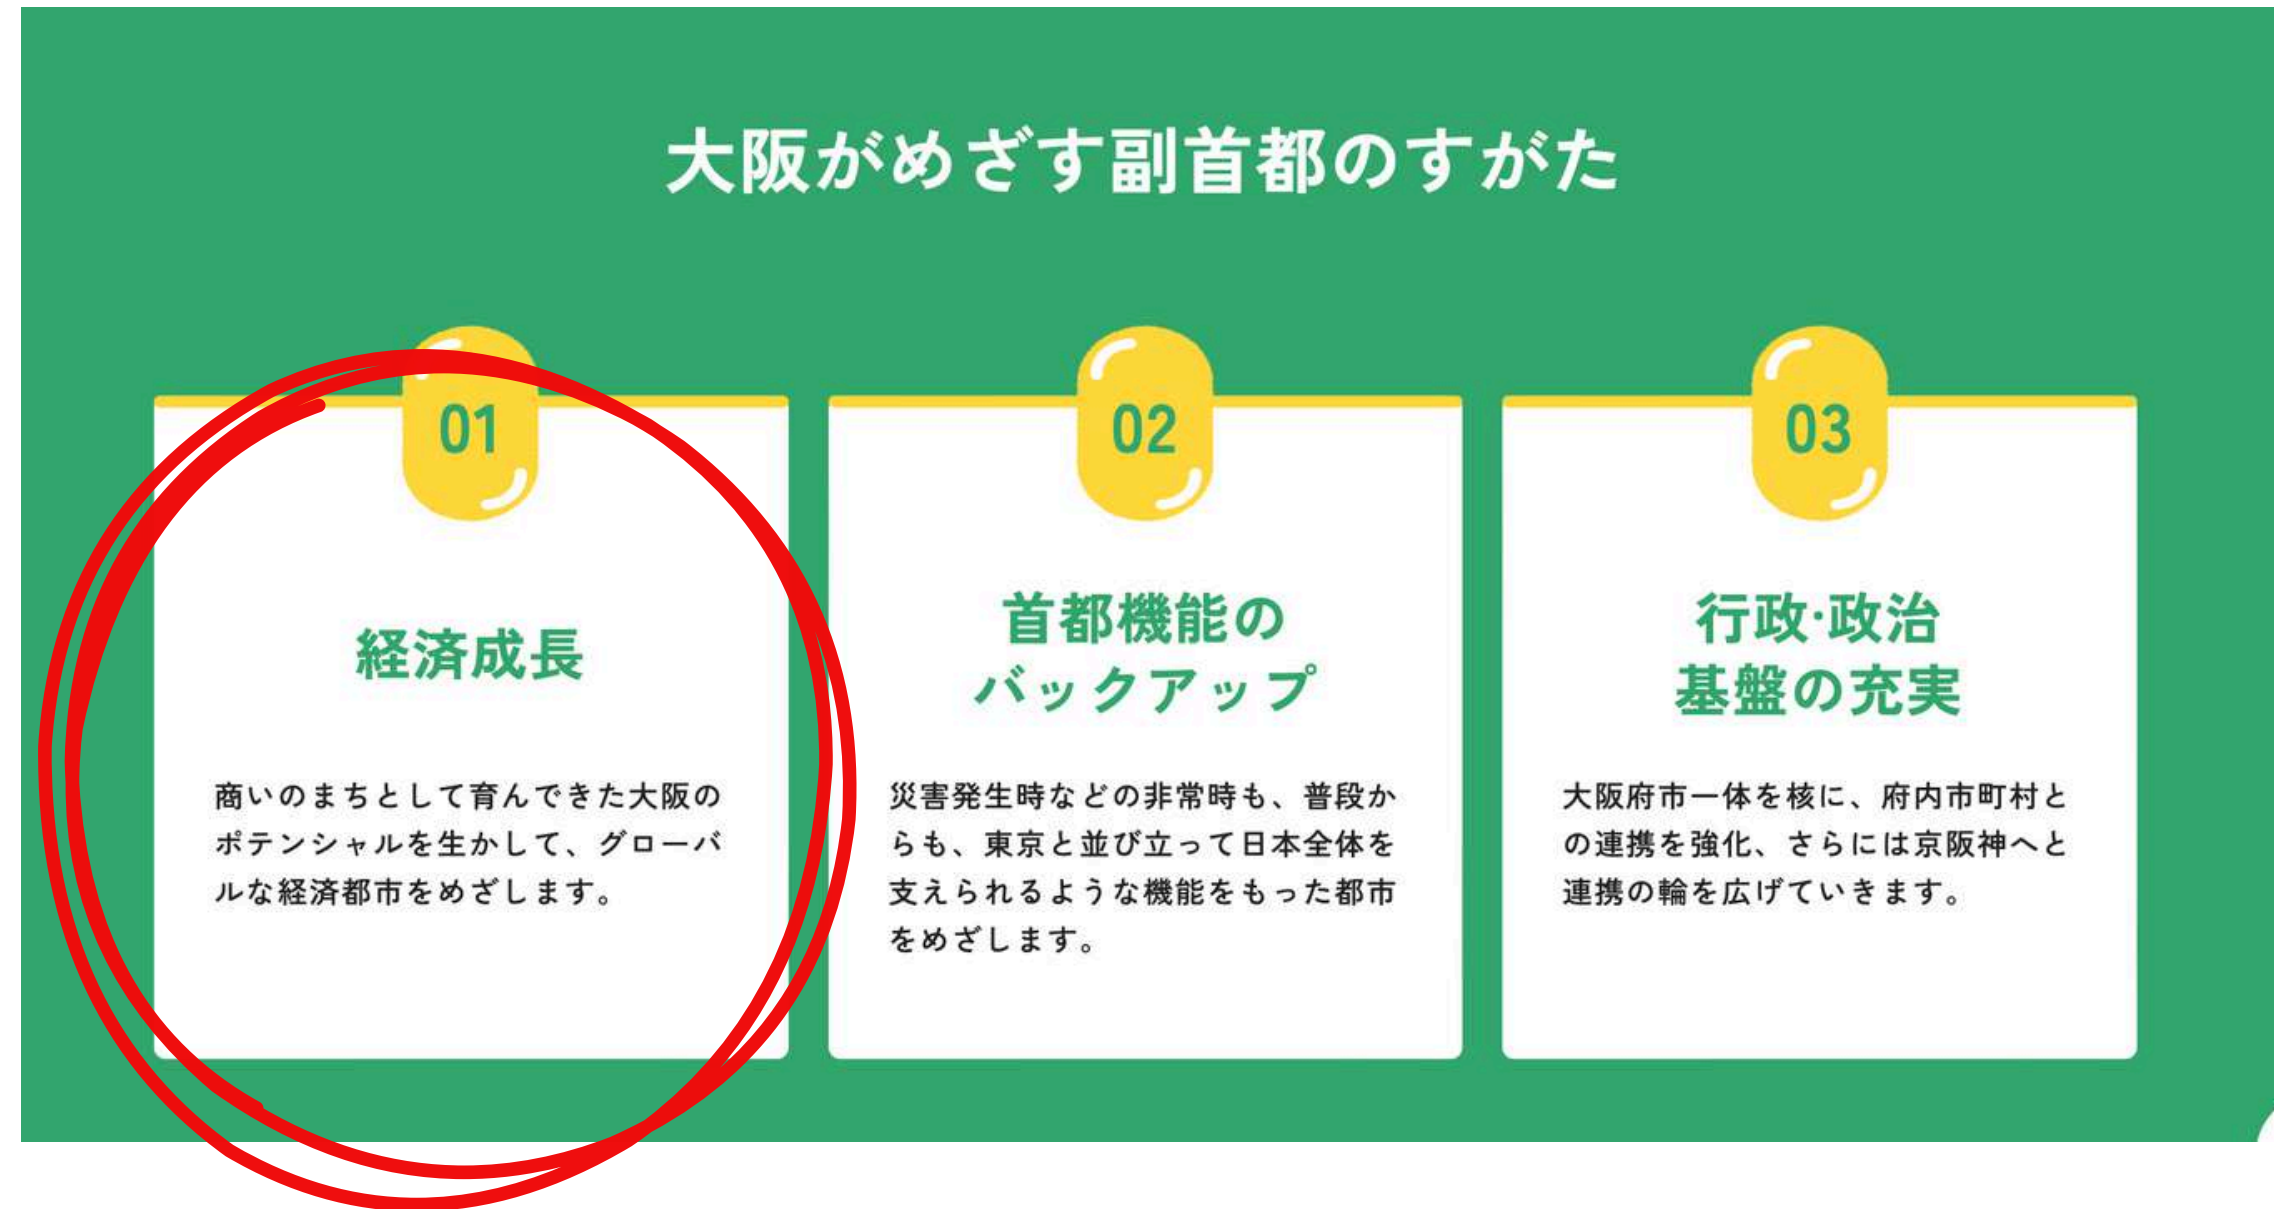 大阪がめざす副首都のすがた
01
経済成長
商いのまちとして育んできた大阪の
ポテンシャルを生かして、グローバ
ルな経済都市をめざします。
02
首都機能の
バックアップ
災害発生時などの非常時も、普段か
らも、東京と並び立って日本全体を
支えられるような機能をもった都市
をめざします。
03
行政·政治
基盤の充実
大阪府市一体を核に、府内市町村と
の連携を強化、さらには京阪神へと
連携の輪を広げていきます。